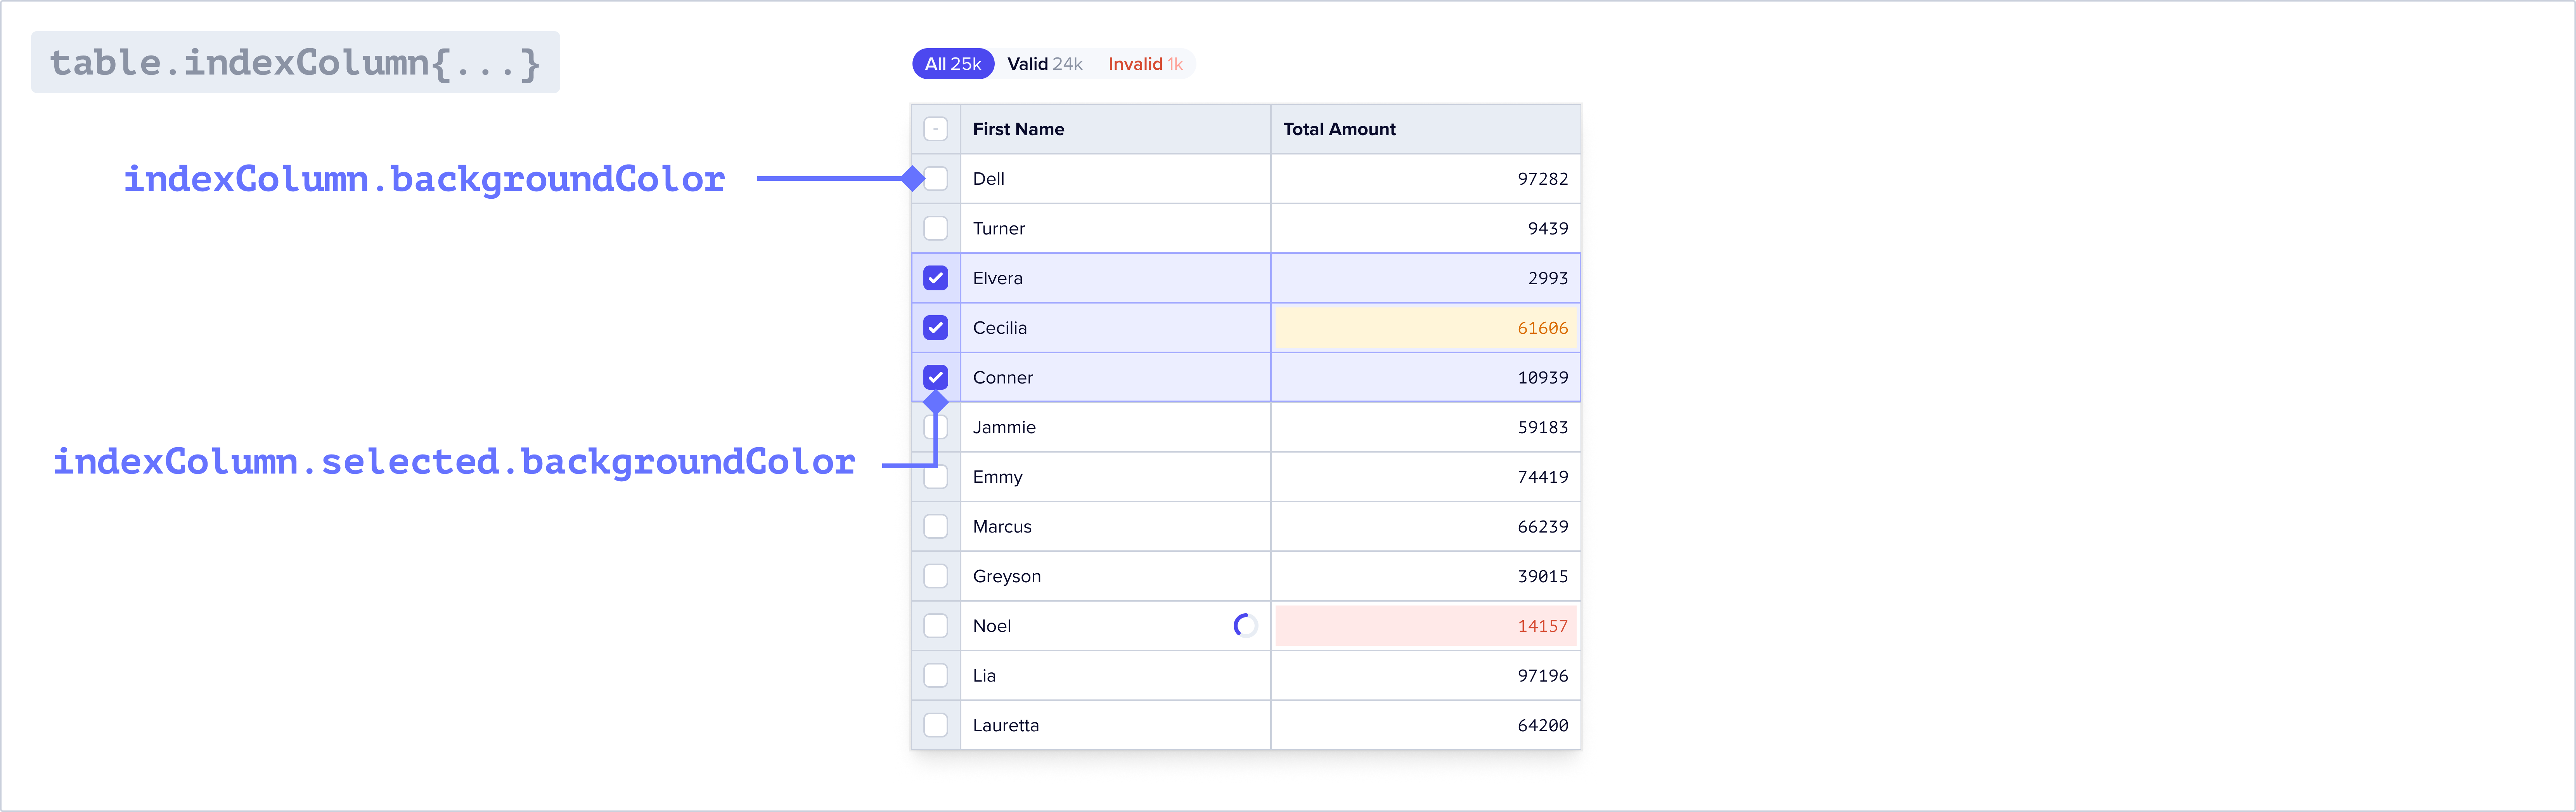 table.indexColumn{...}
All 25k Valid 24k Invalid 1k
- First Name Total Amount
indexColumn.backgroundColor
Dell 97282
Turner 9439
Elvera 2993
Cecilia 61606
Conner 10939
Jammie 59183
indexColumn.selected.backgroundColor
Emmy 74419
Marcus 66239
Greyson 39015
Noel 14157
Lia 97196
Lauretta 64200